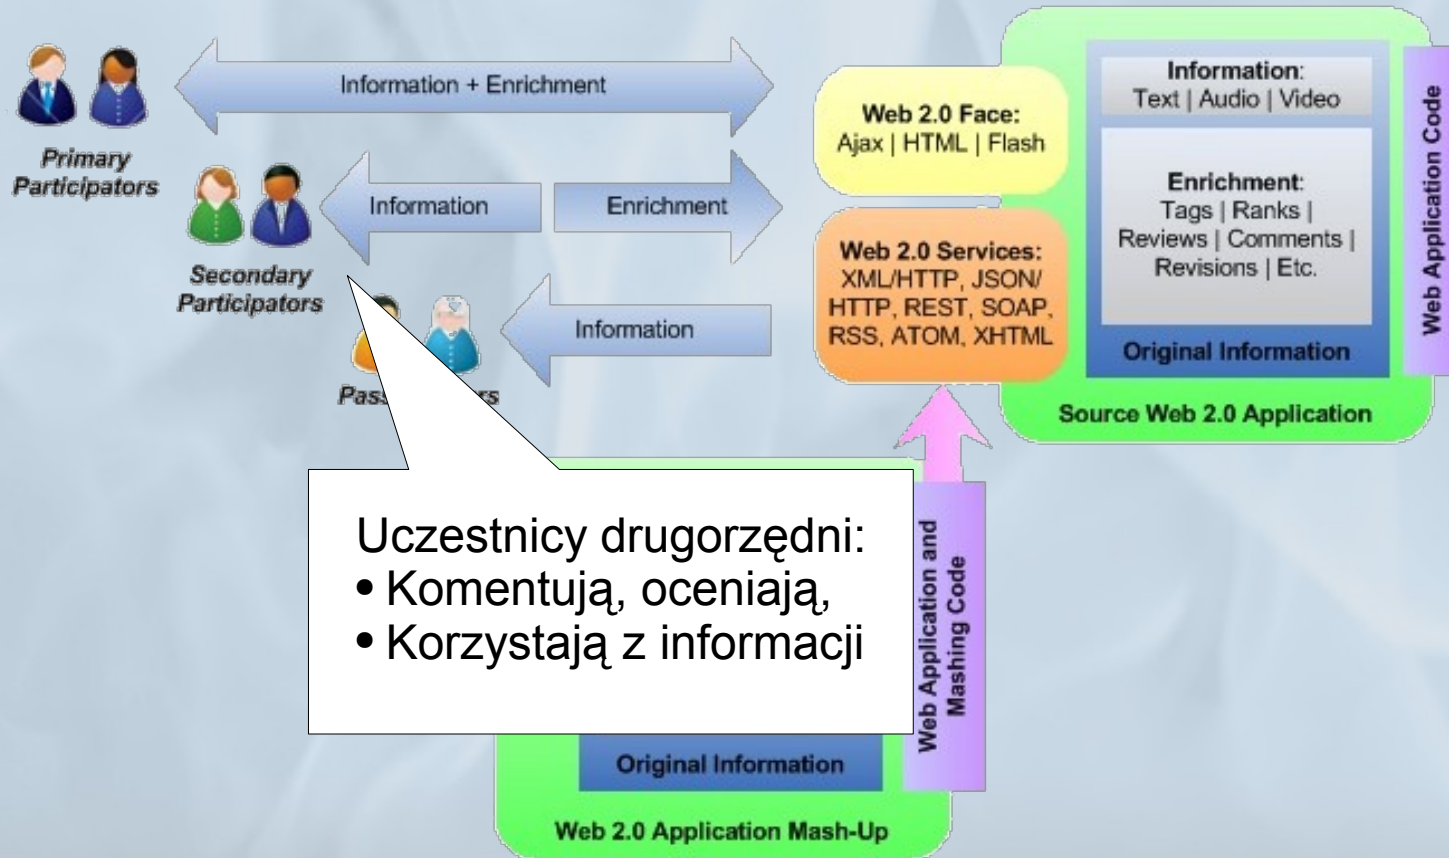 Information + Enrichment
Primary
Participators
Information
Enrichment
Secondary
Participators
Information
Web 2.0 Face:
Ajax | HTML | Flash
Web 2.0 Services:
XML/HTTP, JSON/
HTTP, REST, SOAP,
RSS, ATOM, XHTML
Information:
Text | Audio | Video
Enrichment:
Tags | Ranks |
Reviews | Comments |
Revisions | Etc.
Original Information
Source Web 2.0 Application
Web Application Code
Uczestnicy drugorzędni:
• Komentują, oceniają,
• Korzystają z informacji
Web Application and
Mashing Code
Original Information
Web 2.0 Application Mash-Up